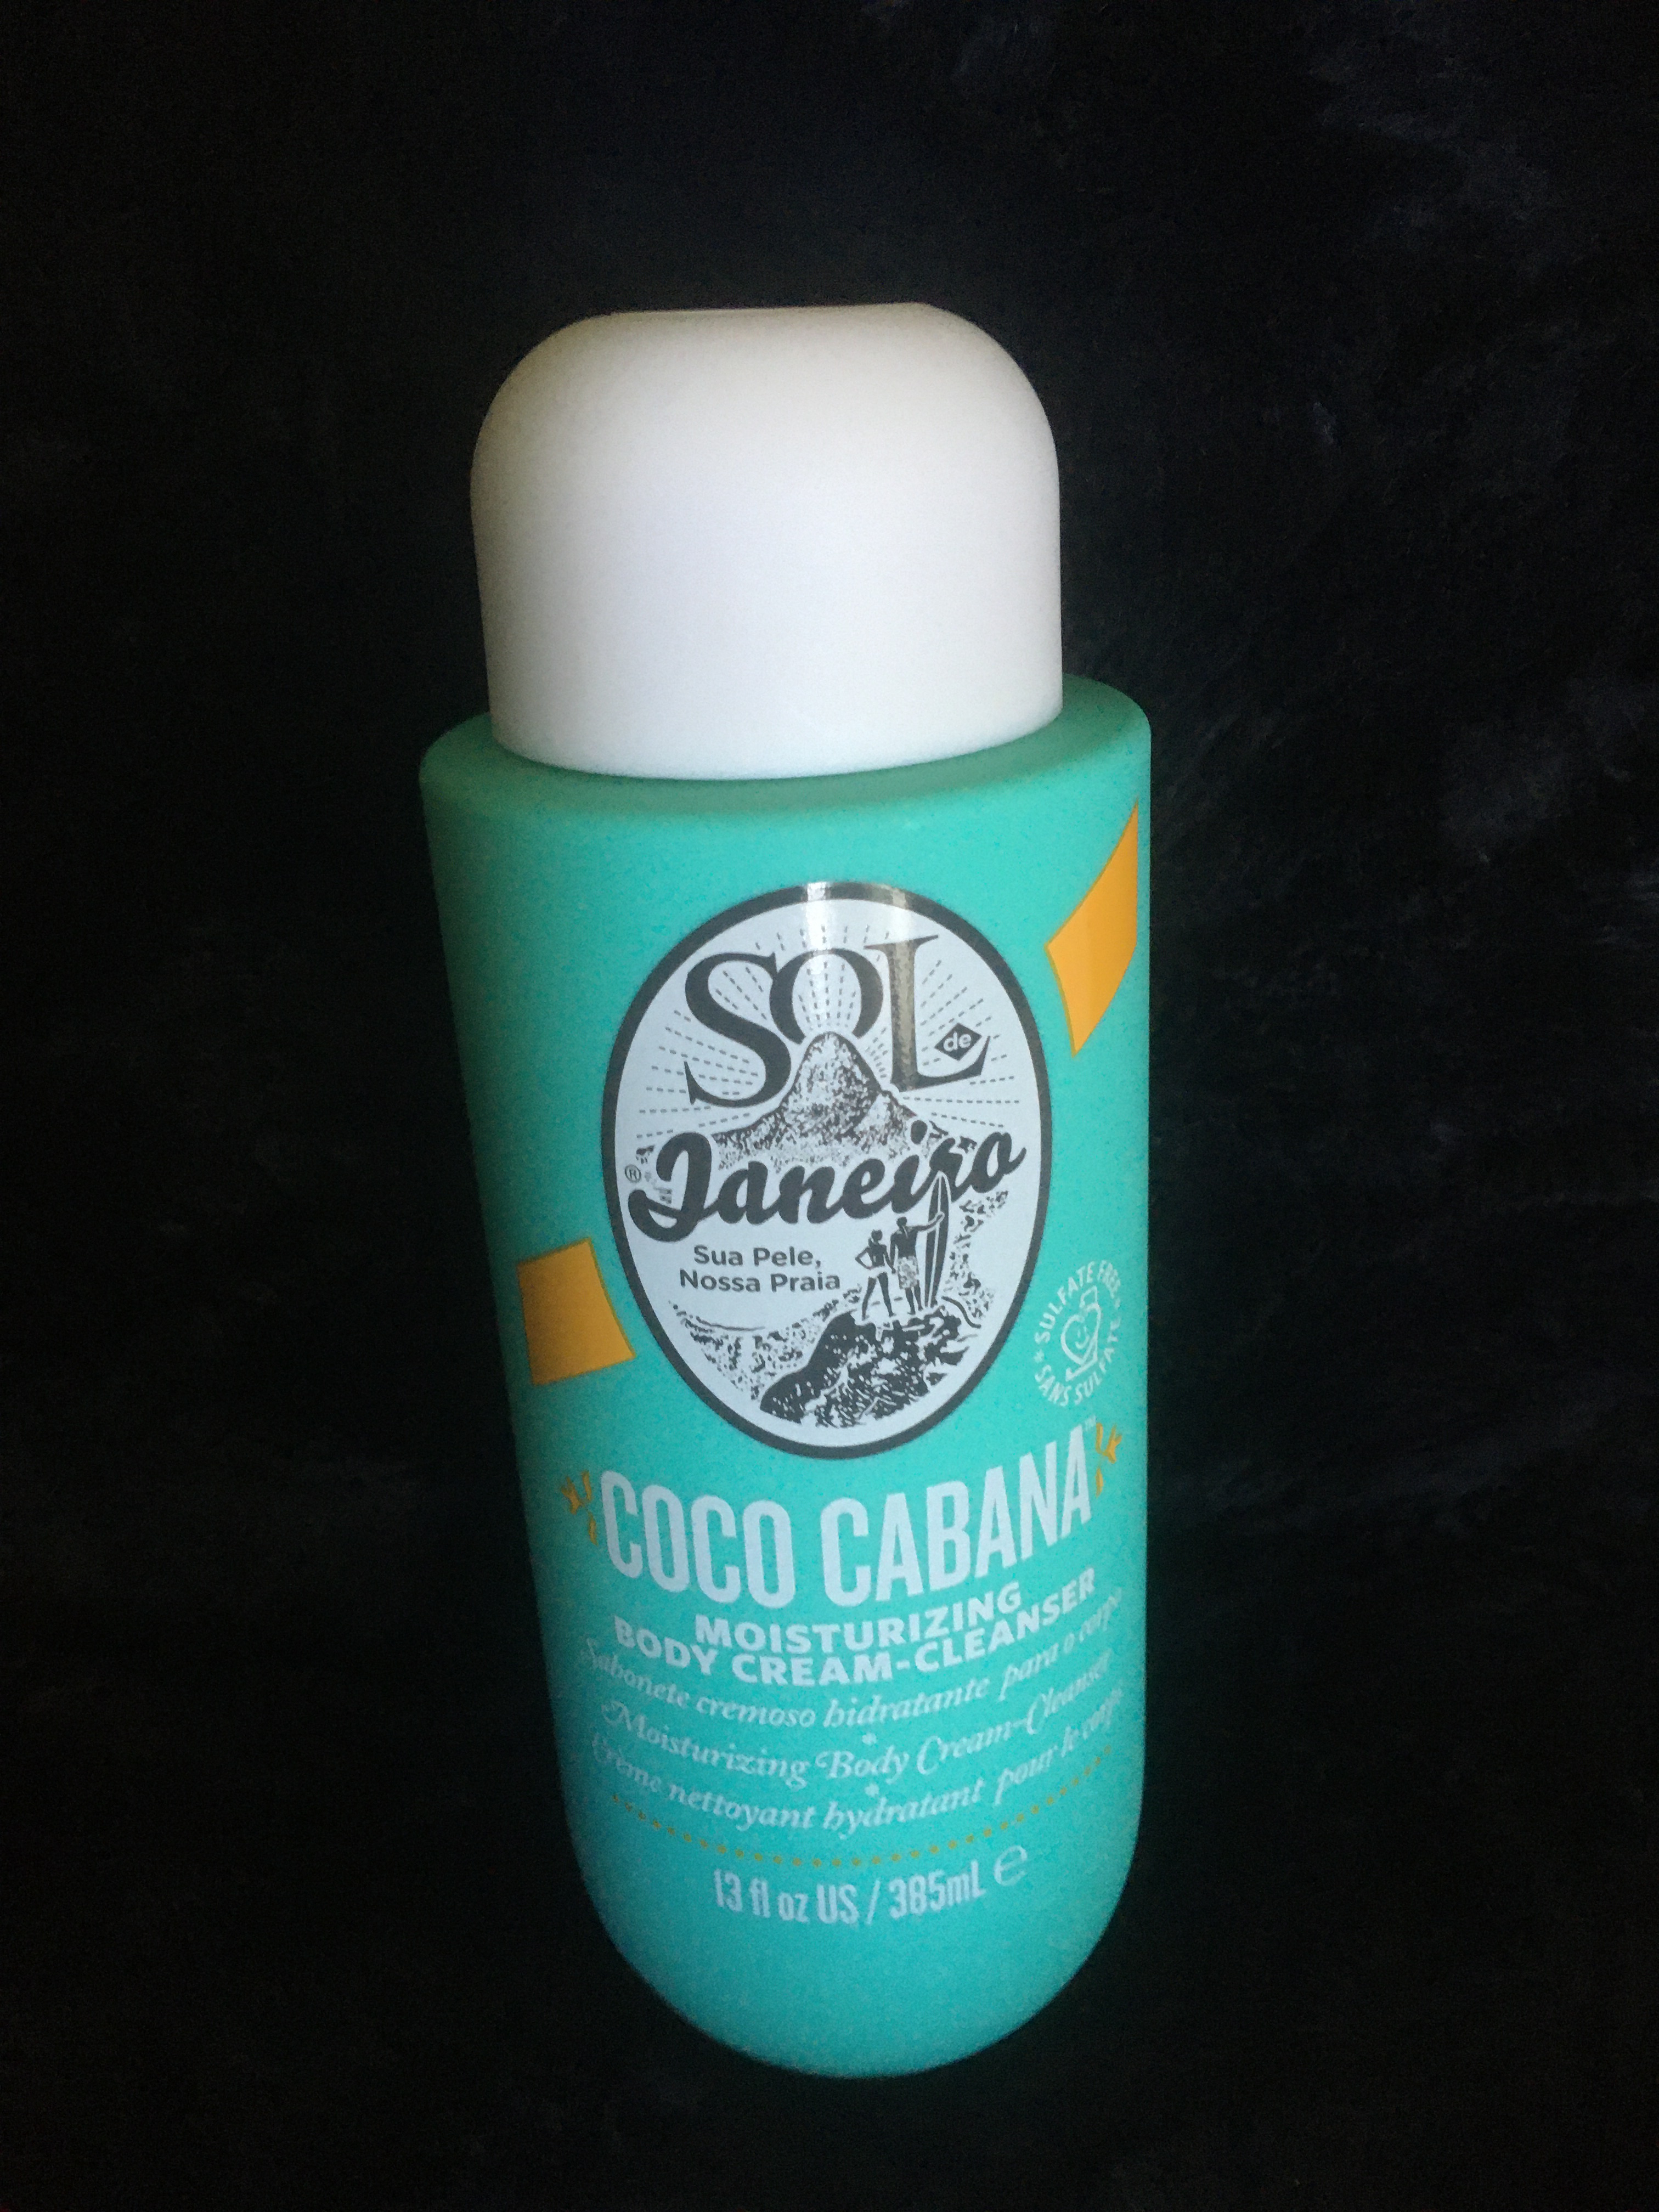 SOL
de
Janeiro
®
Sua Pele,
Nossa Praia
* SULFATE FREE *
SANS SULFATE
COCO CABANA™
MOISTURIZING
BODY CREAM-CLEANSER
Sabonete cremoso hidratante para o corpo
*
Moisturizing Body Cream-Cleanser
*
Crème nettoyant hydratant pour le corps
13 fl oz US / 385mL ℮